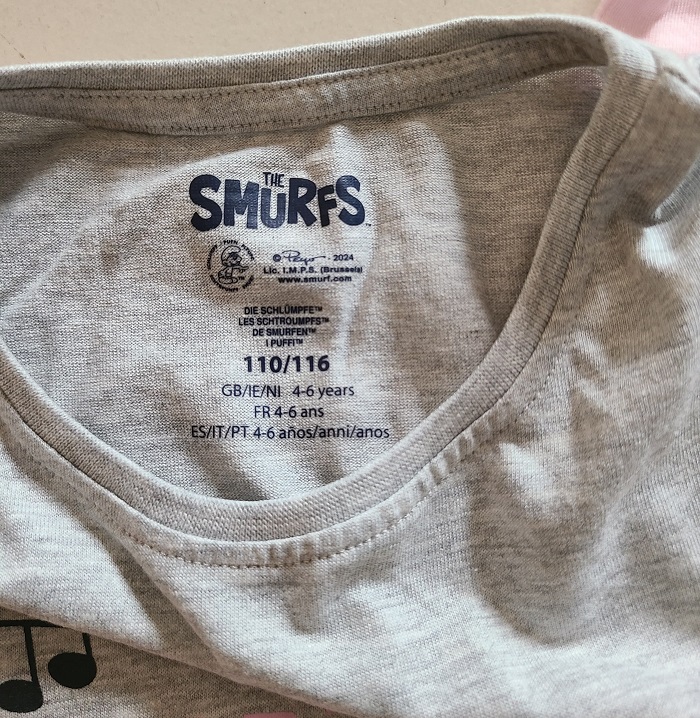 THE
SMURFS™
© Peyo · 2024
Lic. I.M.P.S. (Brussels)
www.smurf.com
DIE SCHLÜMPFE™
LES SCHTROUMPFS™
DE SMURFEN™
I PUFFI™
110/116
GB/IE/NI 4-6 years
FR 4-6 ans
ES/IT/PT 4-6 años/anni/anos